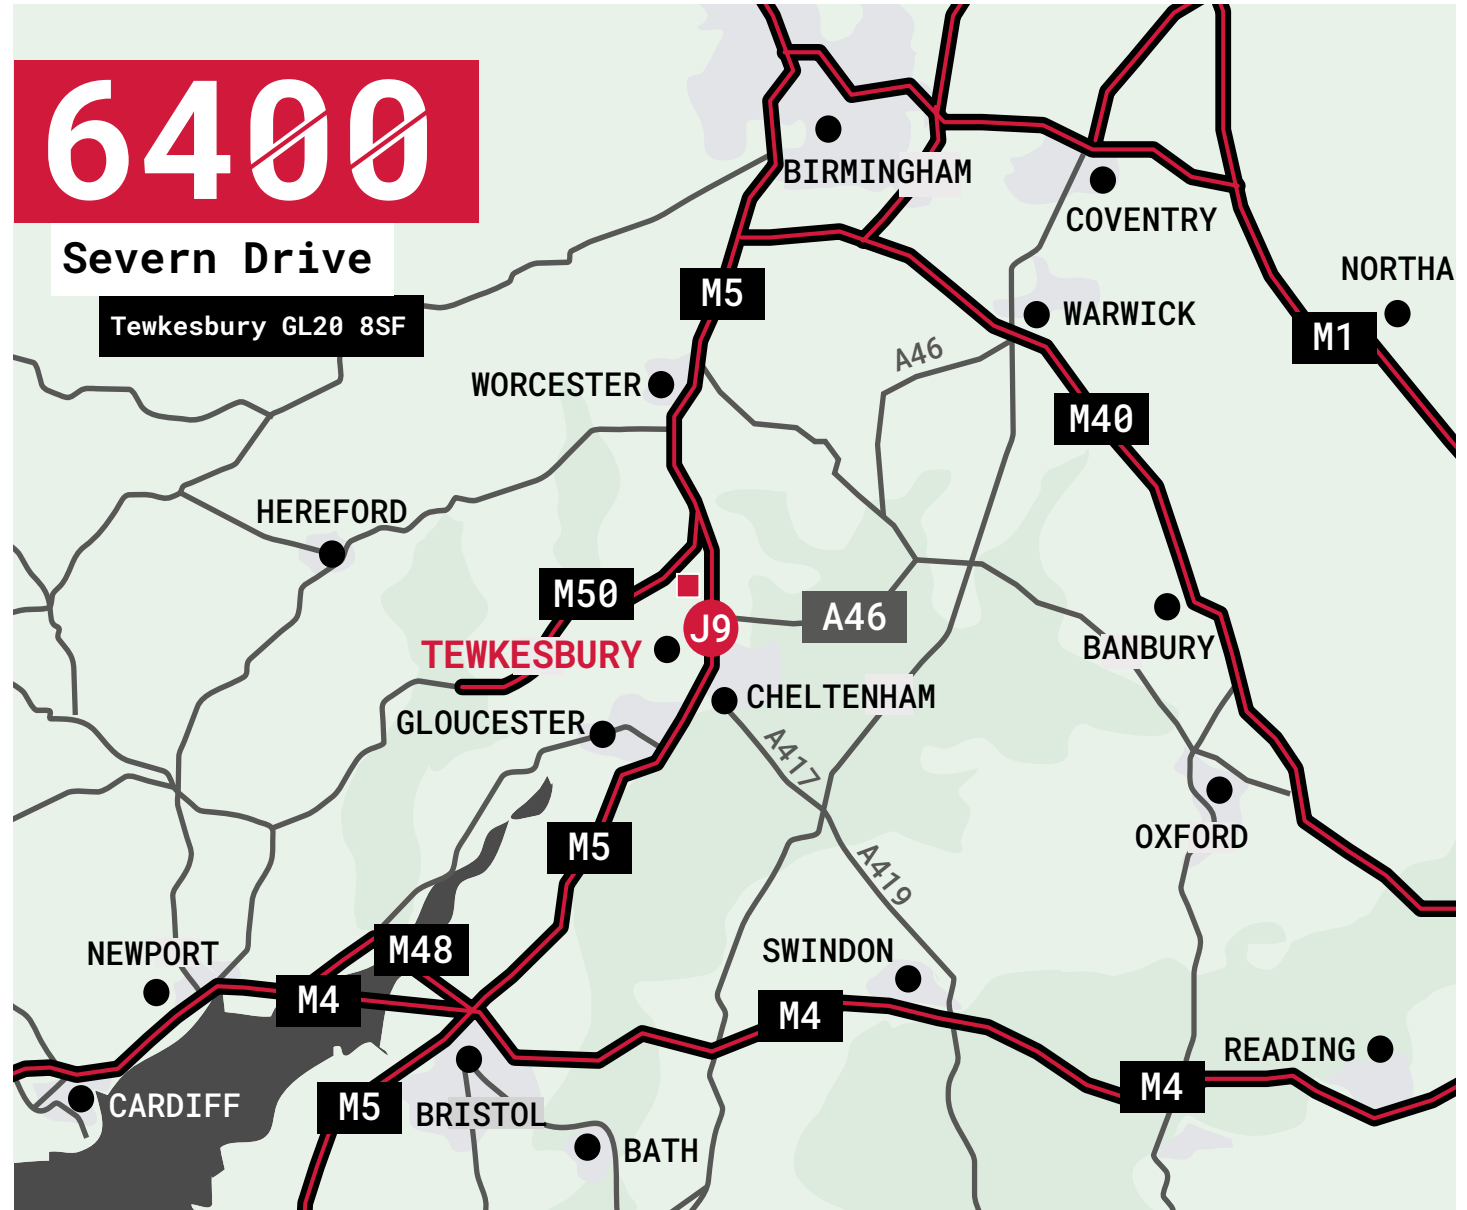 6400
Severn Drive
Tewkesbury GL20 8SF
BIRMINGHAM
COVENTRY
NORTHA
M5
WARWICK
M1
A46
WORCESTER
M40
HEREFORD
M50
A46
J9
TEWKESBURY
BANBURY
CHELTENHAM
GLOUCESTER
A417
OXFORD
M5
A419
NEWPORT
M48
SWINDON
M4
M4
READING
M4
CARDIFF
M5
BRISTOL
BATH